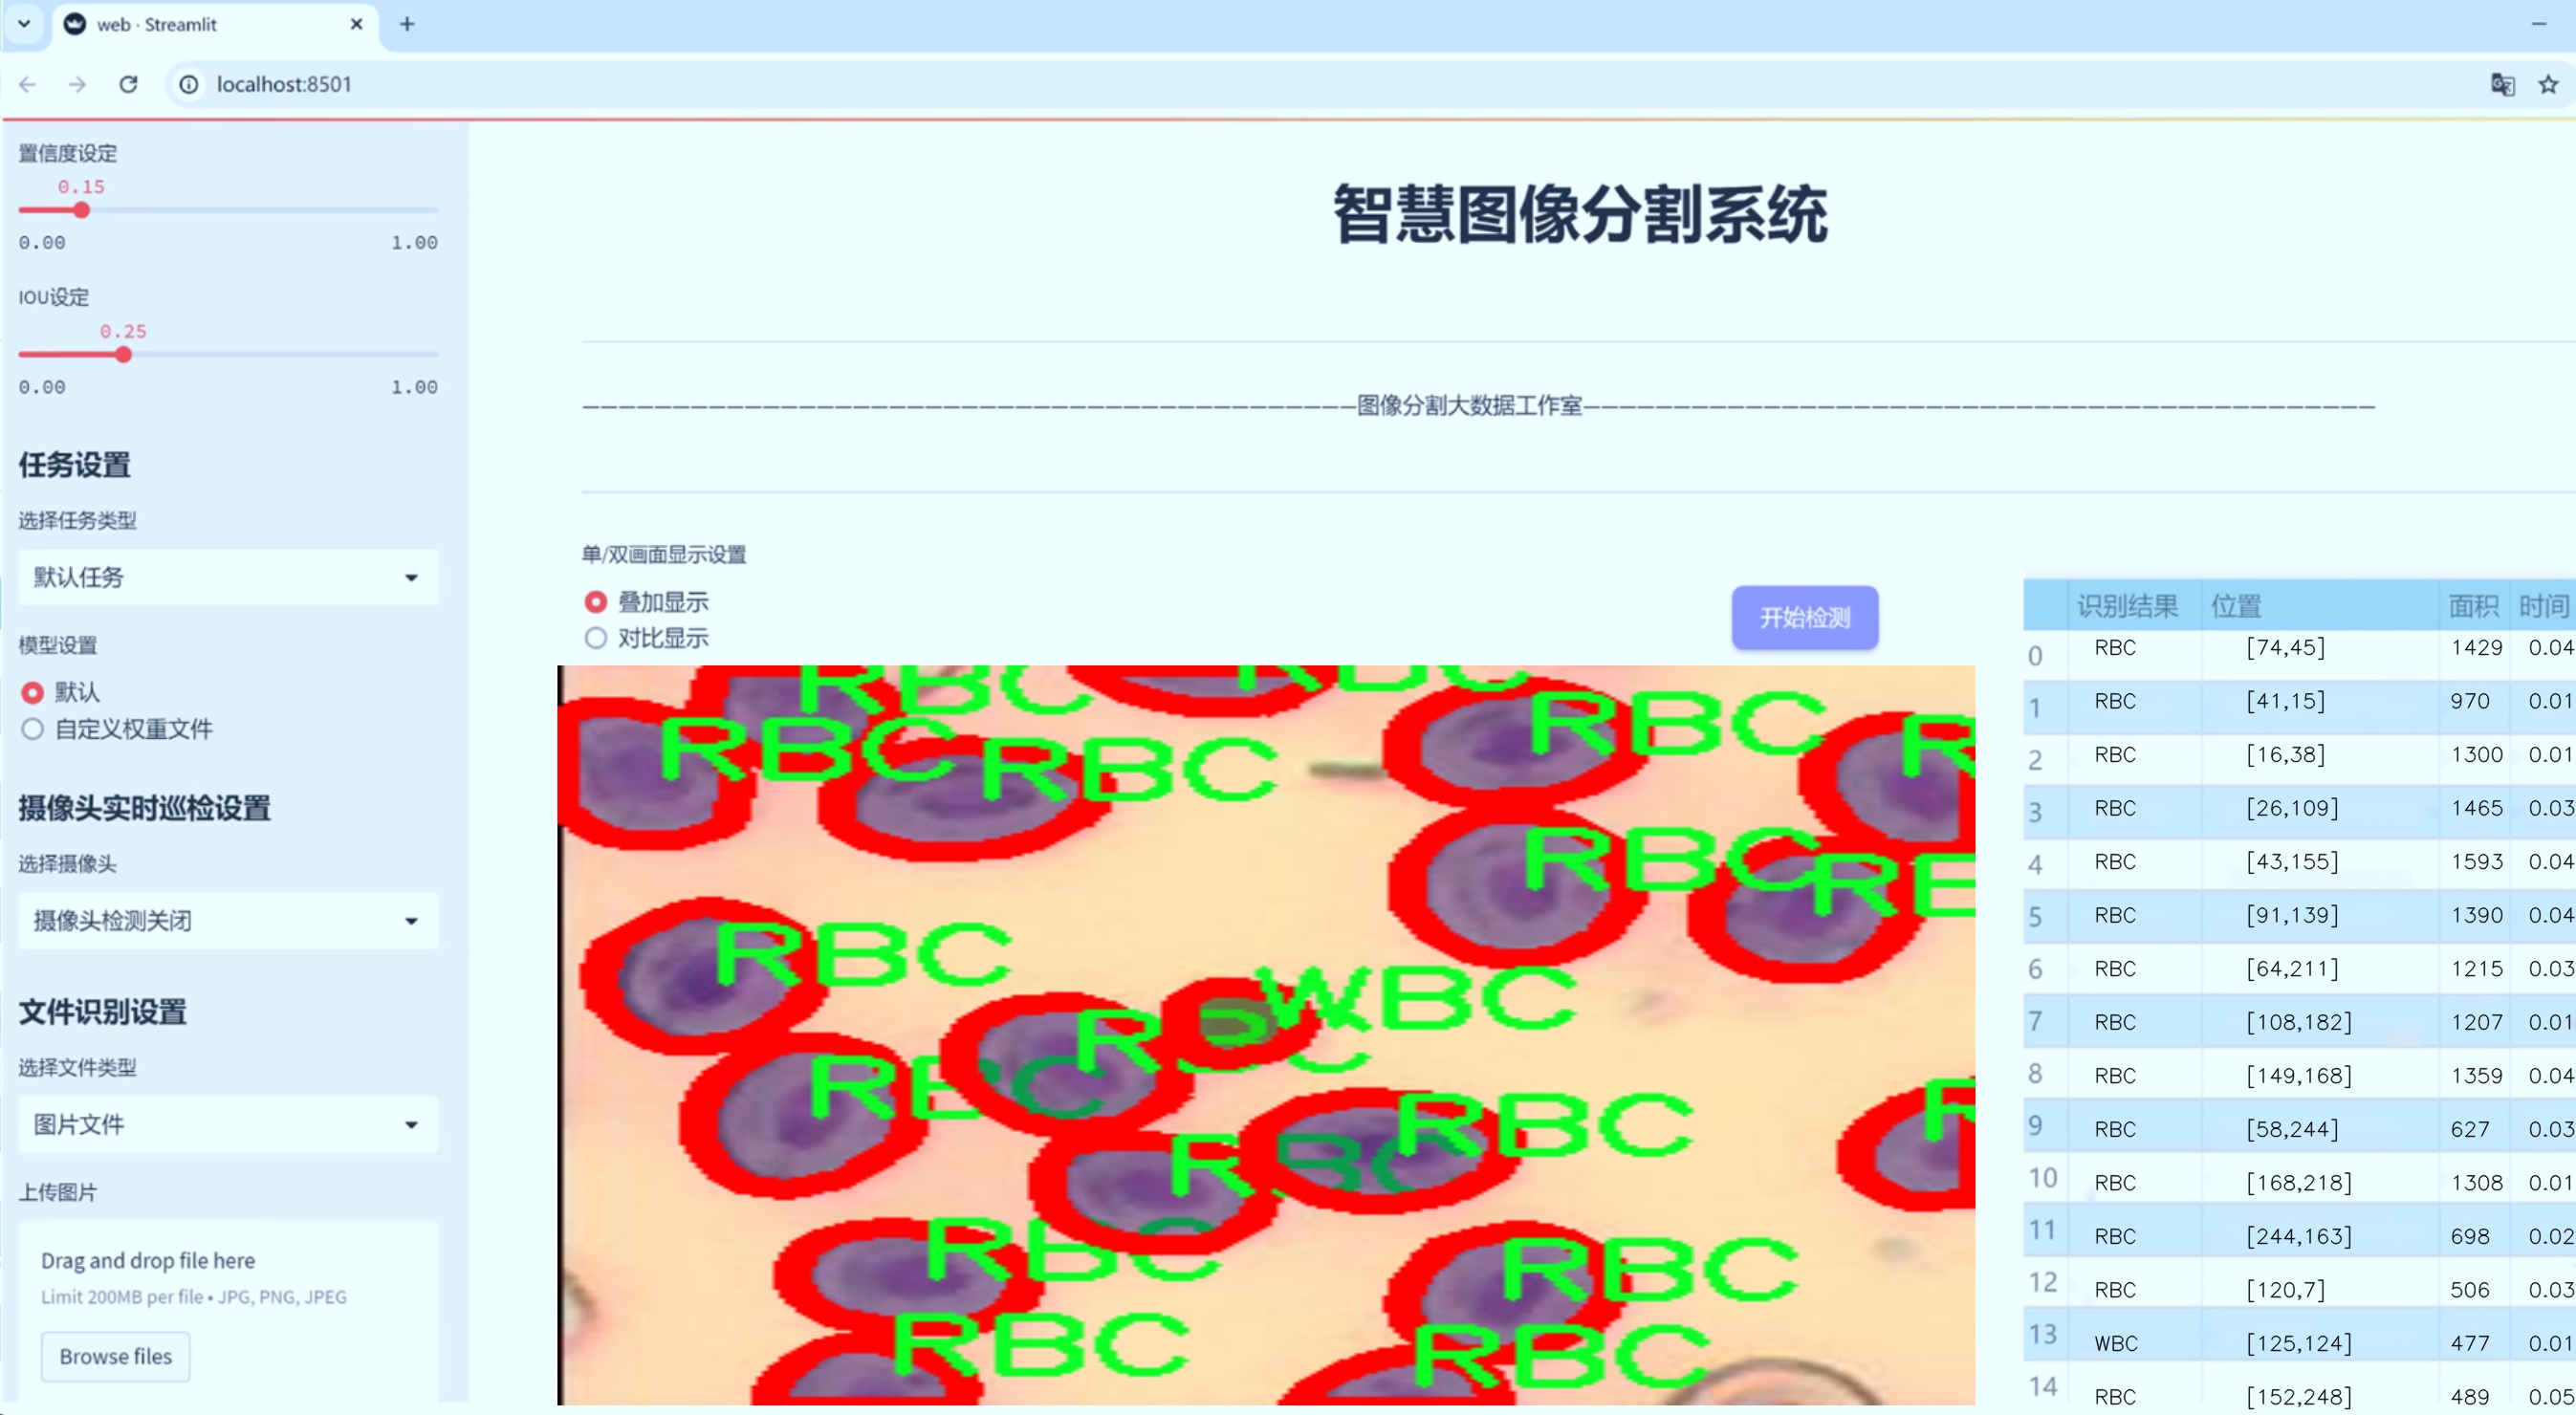 web · Streamlit
localhost:8501
置信度设定
0.15
0.00 1.00
IOU设定
0.25
0.00 1.00
任务设置
选择任务类型
默认任务
模型设置
默认
自定义权重文件
摄像头实时巡检设置
选择摄像头
摄像头检测关闭
文件识别设置
选择文件类型
图片文件
上传图片
Drag and drop file here
Limit 200MB per file • JPG, PNG, JPEG
Browse files
智慧图像分割系统
图像分割大数据工作室
单/双画面显示设置
叠加显示
对比显示
开始检测
RBC
RBC
RBC
RBC
RBC
RBC
RBC
WBC
RBC
RBC
RBC
RBC
RBC
识别结果 位置 面积 时间
0 RBC [74,45] 1429 0.04
1 RBC [41,15] 970 0.01
2 RBC [16,38] 1300 0.01
3 RBC [26,109] 1465 0.03
4 RBC [43,155] 1593 0.04
5 RBC [91,139] 1390 0.04
6 RBC [64,211] 1215 0.03
7 RBC [108,182] 1207 0.01
8 RBC [149,168] 1359 0.04
9 RBC [58,244] 627 0.03
10 RBC [168,218] 1308 0.01
11 RBC [244,163] 698 0.02
12 RBC [120,7] 506 0.03
13 WBC [125,124] 477 0.01
14 RBC [152,248] 489 0.05